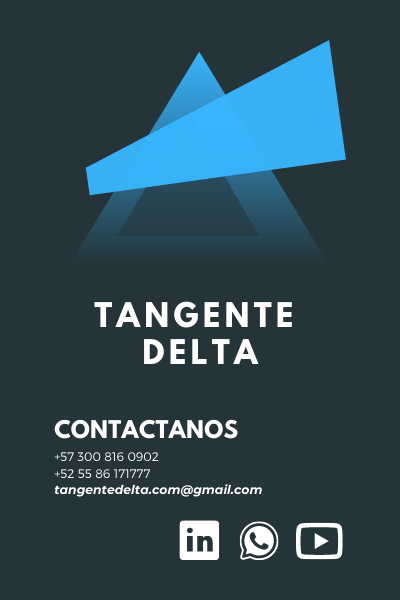 TANGENTE
DELTA
CONTACTANOS
+57 300 816 0902
+52 55 86 171777
tangentedelta.com@gmail.com
in